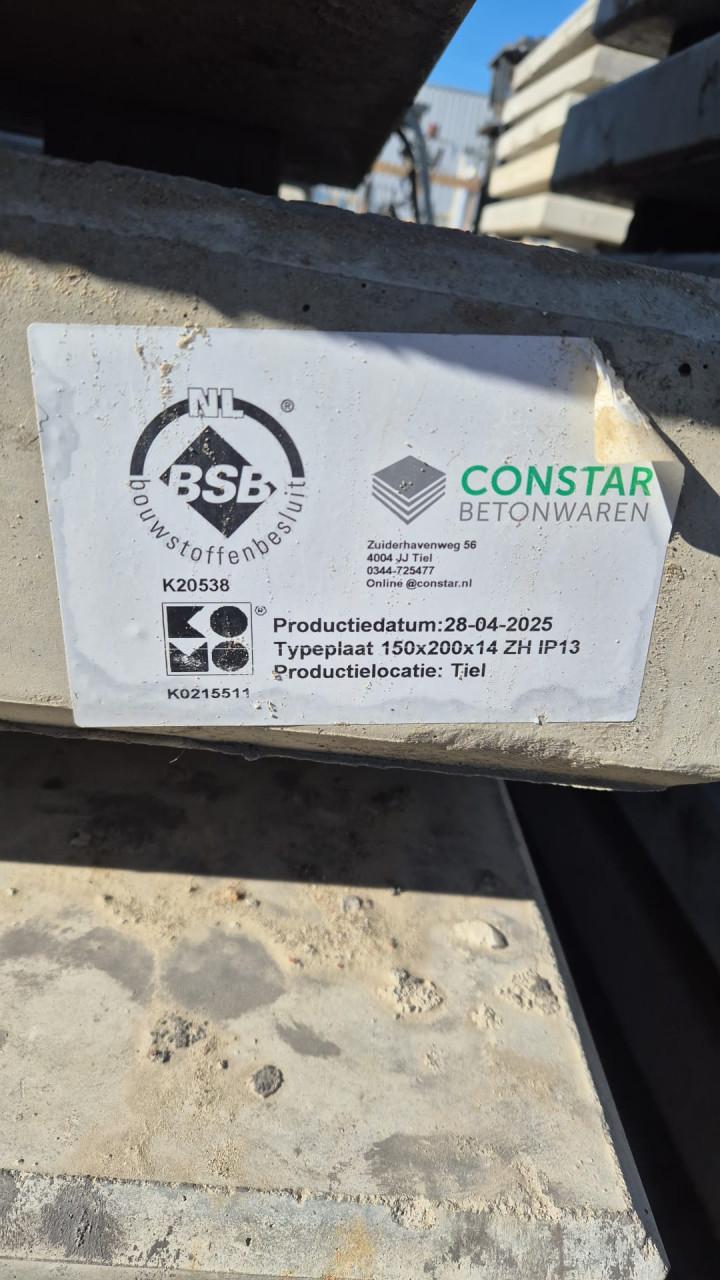 NL ®
BSB
bouwstoffenbesluit
K20538
CONSTAR
BETONWAREN
Zuiderhavenweg 56
4004 JJ Tiel
0344-725477
Online @constar.nl
KOMO ®
K0215511
Productiedatum:28-04-2025
Typeplaat 150x200x14 ZH IP13
Productielocatie: Tiel